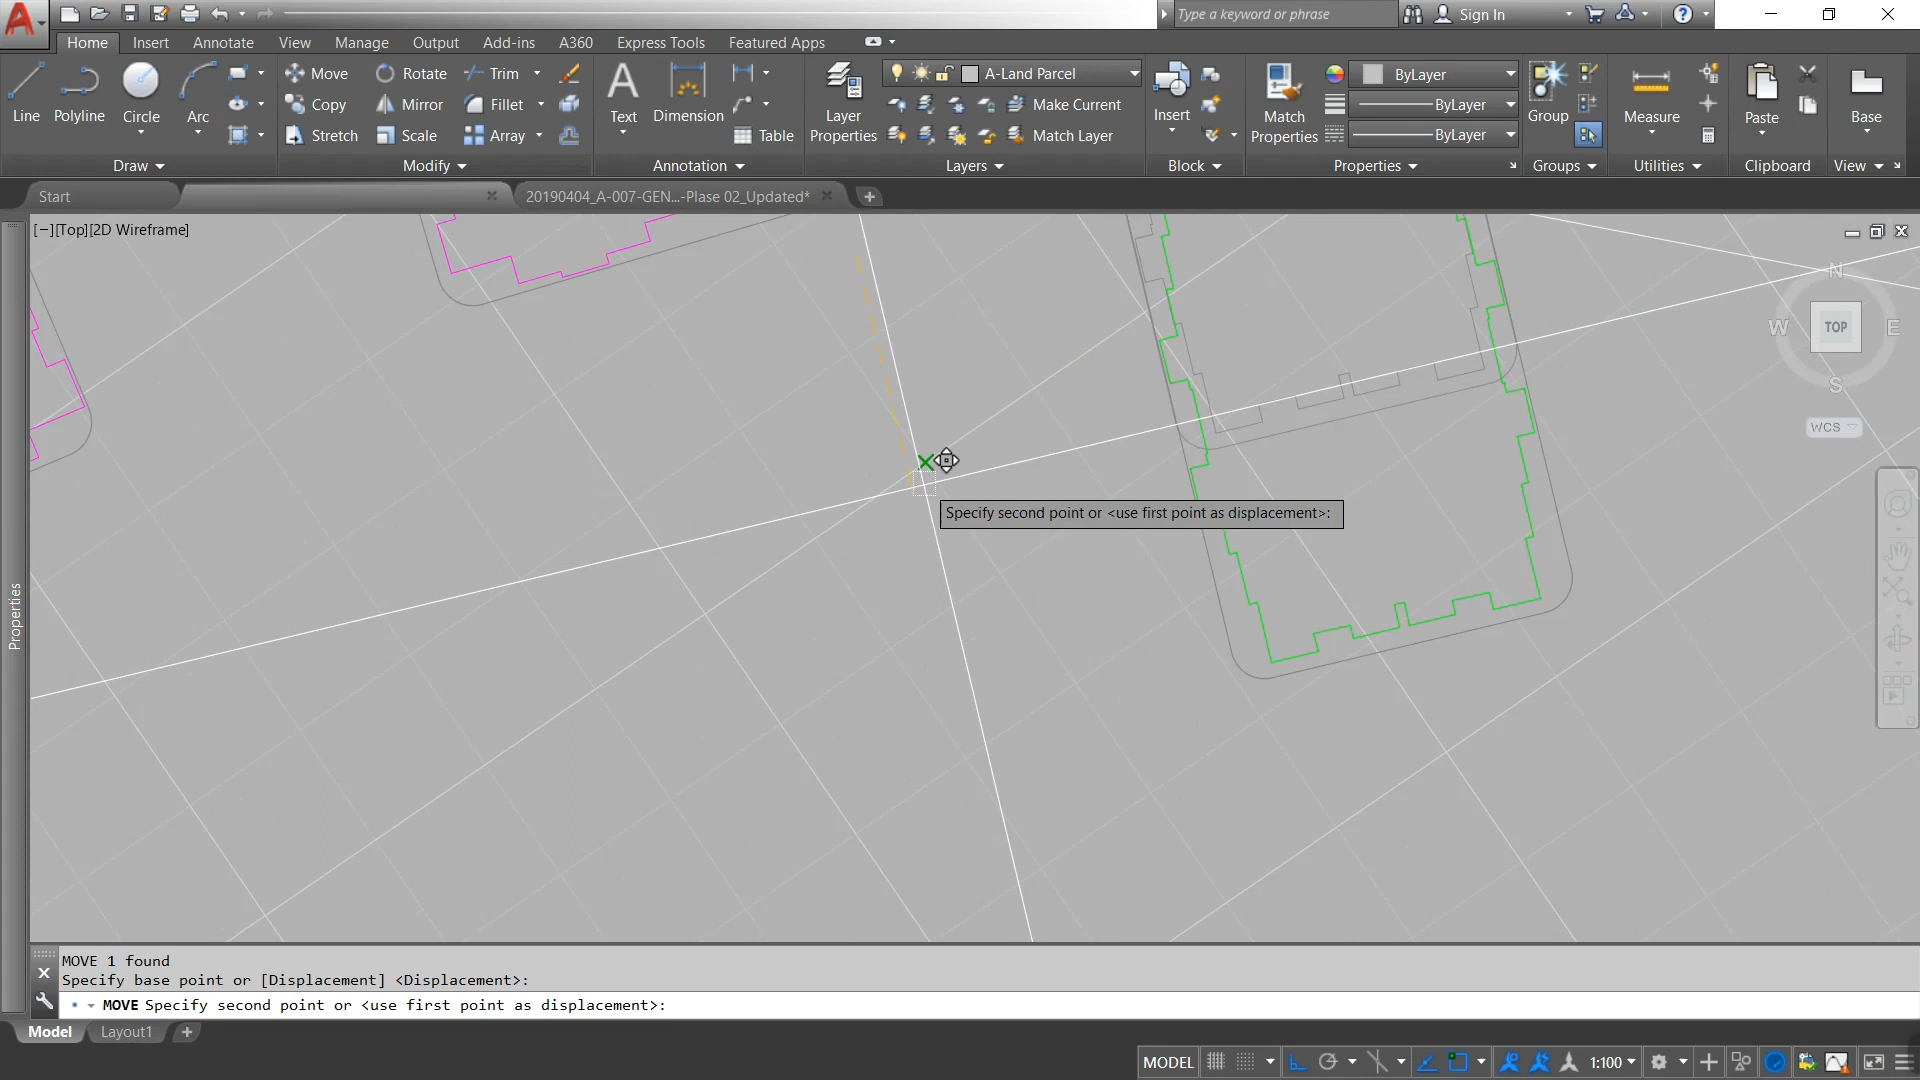 A
Type a keyword or phrase
Sign In
Home Insert Annotate View Manage Output Add-ins A360 Express Tools Featured Apps
Line Polyline Circle Arc
Move Rotate Trim
Copy Mirror Fillet
Stretch Scale Array
Text Dimension Table
Layer Properties
A-Land Parcel
Make Current
Match Layer
Insert
Match Properties
ByLayer
ByLayer
ByLayer
Group
Measure
Paste
Base
Draw Modify Annotation Layers Block Properties Groups Utilities Clipboard View
Start 20190404_A-007-GEN...-Plase 02_Updated*
[−][Top][2D Wireframe]
N
W TOP E
S
WCS
Properties
Specify second point or <use first point as displacement>:
MOVE 1 found
Specify base point or [Displacement] <Displacement>:
MOVE Specify second point or <use first point as displacement>:
Model Layout1 +
MODEL 1:100